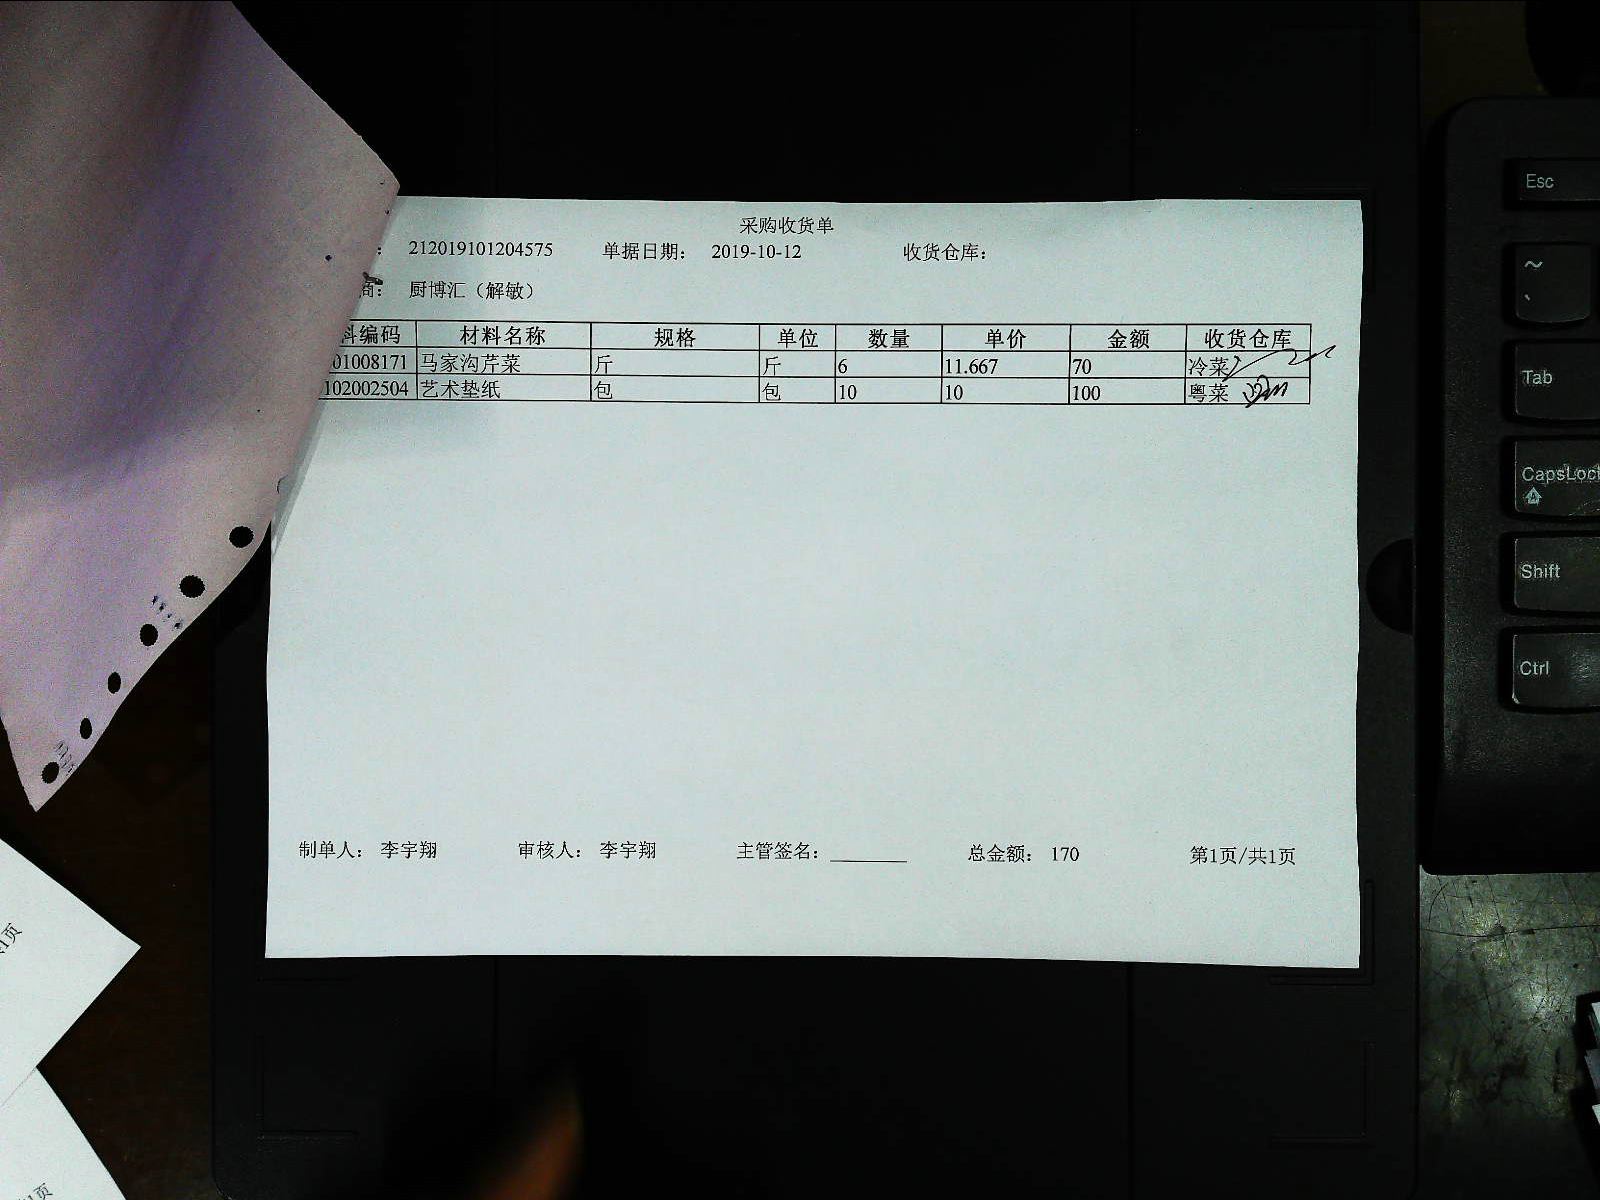 采购收货单
: 212019101204575 单据日期: 2019-10-12 收货仓库:
商: 厨博汇（解敏）
料编码 材料名称 规格 单位 数量 单价 金额 收货仓库
01008171 马家沟芹菜 斤 斤 6 11.667 70 冷菜
102002504 艺术垫纸 包 包 10 10 100 粤菜
制单人: 李宇翔 审核人: 李宇翔 主管签名: 总金额: 170 第1页/共1页
Esc
~
Tab
CapsLock
Shift
Ctrl
1页
1页